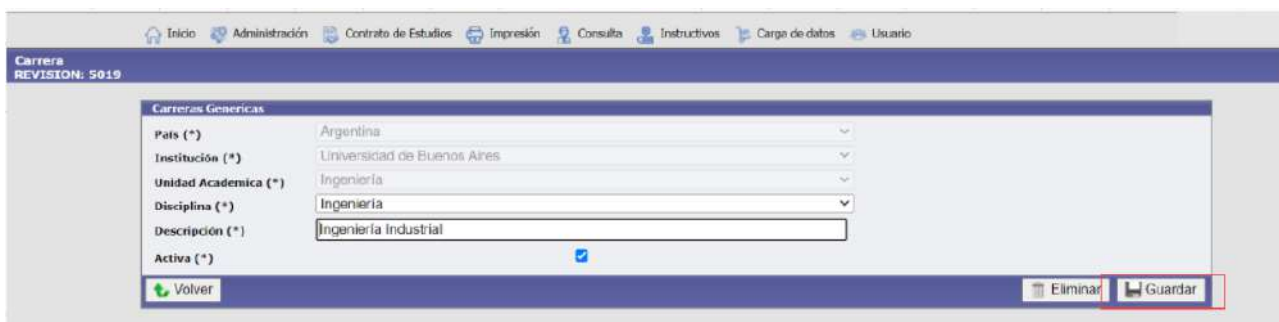 Inicio Administración Contrato de Estudios Impresión Consulta Instructivos Carga de datos Usuario
Carrera
REVISION: 5019
Carreras Genericas
País (*) Argentina
Institución (*) Universidad de Buenos Aires
Unidad Academica (*) Ingeniería
Disciplina (*) Ingeniería
Descripción (*) Ingeniería Industrial
Activa (*)
Volver Eliminar Guardar